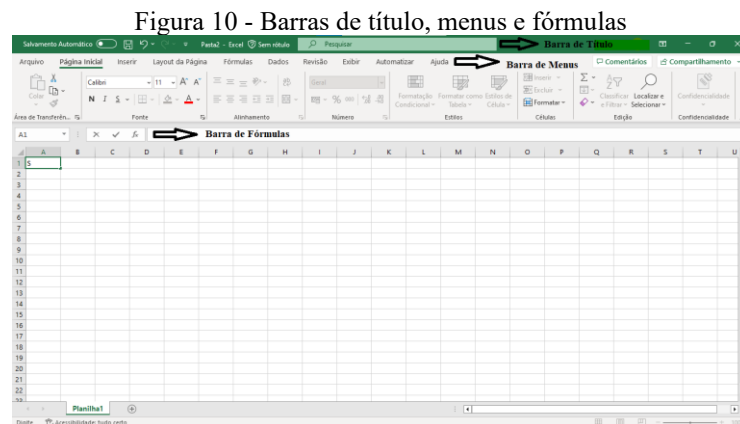 Figura 10 - Barras de título, menus e fórmulas
Salvamento Automático Pasta2 - Excel Sem rótulo Pesquisar Barra de Título
Arquivo Página Inicial Inserir Layout da Página Fórmulas Dados Revisão Exibir Automatizar Ajuda Barra de Menus Comentários Compartilhamento
Colar Calibri 11 A A Geral % 000 Formatação Condicional Formatar como Tabela Estilos de Célula Inserir Excluir Formatar Classificar e Filtrar Localizar e Selecionar Confidencialidade
N I S A
Área de Transferên... Fonte Alinhamento Número Estilos Células Edição Confidencialidade
A1 fx Barra de Fórmulas
A B C D E F G H I J K L M N O P Q R S T U
1 5
2
3
4
5
6
7
8
9
10
11
12
13
14
15
16
17
18
19
20
21
22
23
Planilha1
Digite Acessibilidade: tudo certo